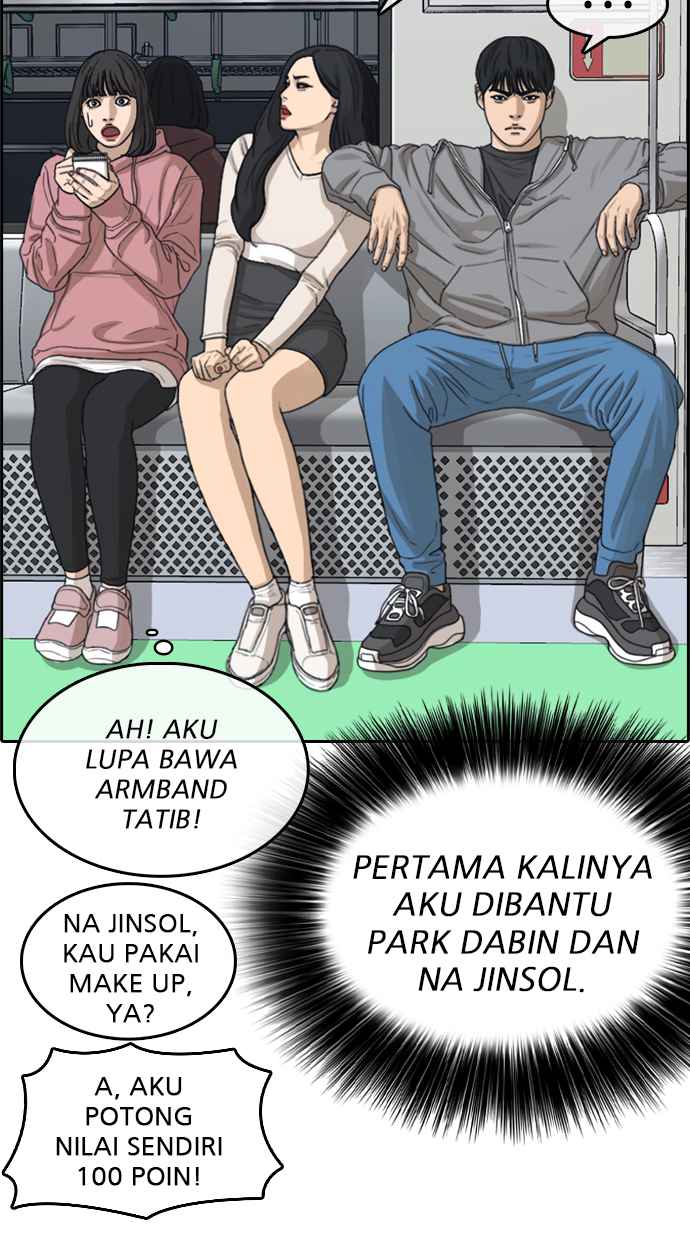 ...
AH! AKU
LUPA BAWA
ARMBAND
TATIB!
PERTAMA KALINYA
AKU DIBANTU
PARK DABIN DAN
NA JINSOL.
NA JINSOL,
KAU PAKAI
MAKE UP,
YA?
A, AKU
POTONG
NILAI SENDIRI
100 POIN!